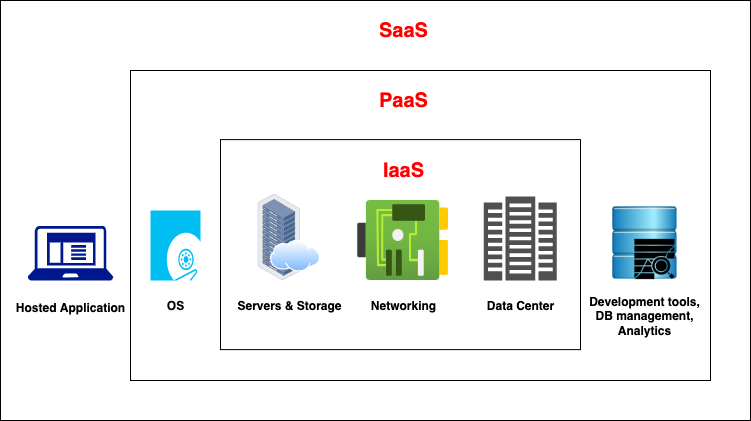 SaaS
PaaS
IaaS
Hosted Application
OS
Servers & Storage
Networking
Data Center
Development tools,
DB management,
Analytics